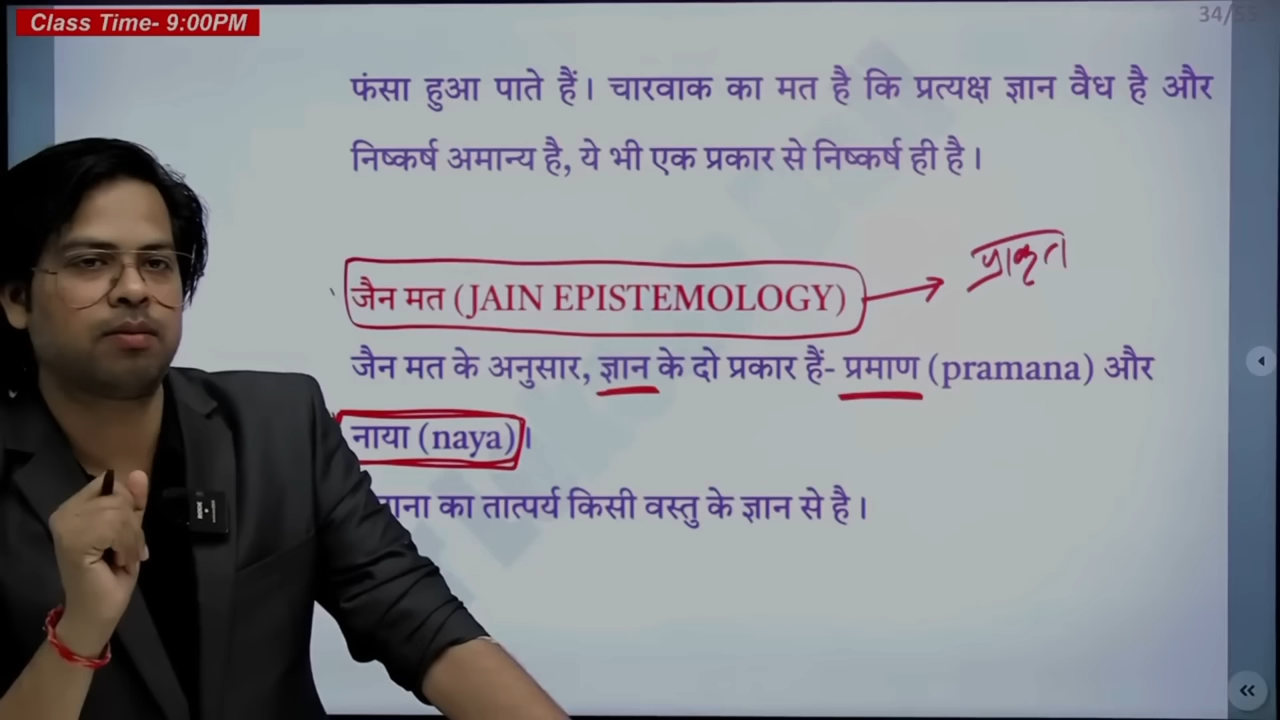 Class Time- 9:00PM
34/55
फंसा हुआ पाते हैं। चारवाक का मत है कि प्रत्यक्ष ज्ञान वैध है और
निष्कर्ष अमान्य है, ये भी एक प्रकार से निष्कर्ष ही है।
प्राकृत
जैन मत (JAIN EPISTEMOLOGY)
जैन मत के अनुसार, ज्ञान के दो प्रकार हैं- प्रमाण (pramana) और
नाया (naya)।
का तात्पर्य किसी वस्तु के ज्ञान से है।